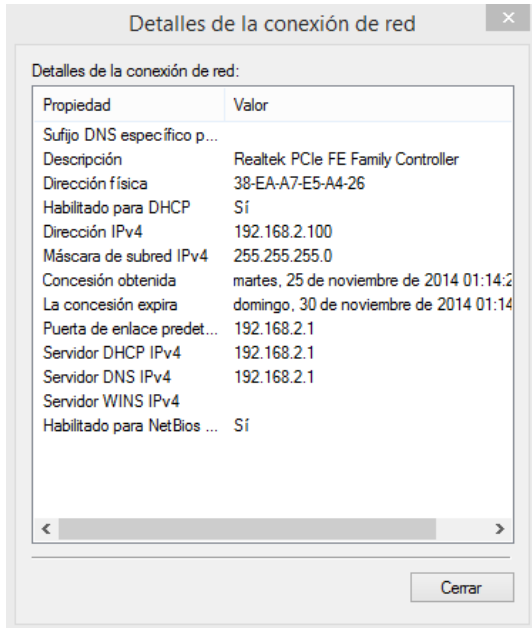 Detalles de la conexión de red
Detalles de la conexión de red:
Propiedad Valor
Sufijo DNS específico p...
Descripción Realtek PCIe FE Family Controller
Dirección física 38-EA-A7-E5-A4-26
Habilitado para DHCP Sí
Dirección IPv4 192.168.2.100
Máscara de subred IPv4 255.255.255.0
Concesión obtenida martes, 25 de noviembre de 2014 01:14:2
La concesión expira domingo, 30 de noviembre de 2014 01:14
Puerta de enlace predet... 192.168.2.1
Servidor DHCP IPv4 192.168.2.1
Servidor DNS IPv4 192.168.2.1
Servidor WINS IPv4
Habilitado para NetBios ... Sí
Cerrar